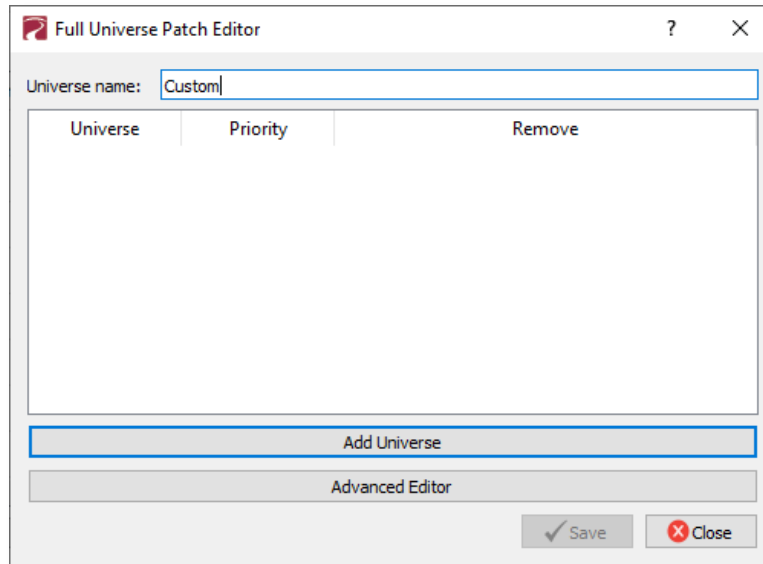 Full Universe Patch Editor ?
Universe name: Custom
Universe Priority Remove
Add Universe
Advanced Editor
Save Close